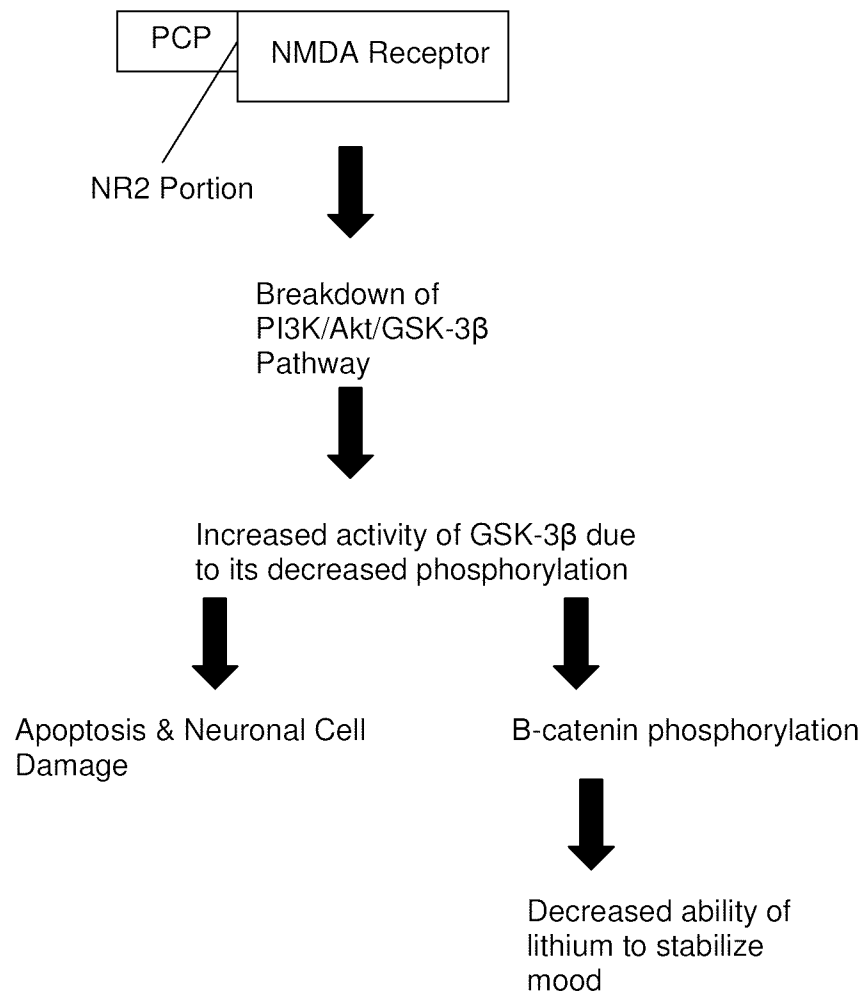 PCP
NMDA Receptor
NR2 Portion
Breakdown of
PI3K/Akt/GSK-3β
Pathway
Increased activity of GSK-3β due
to its decreased phosphorylation
Apoptosis & Neuronal Cell
Damage
B-catenin phosphorylation
Decreased ability of
lithium to stabilize
mood